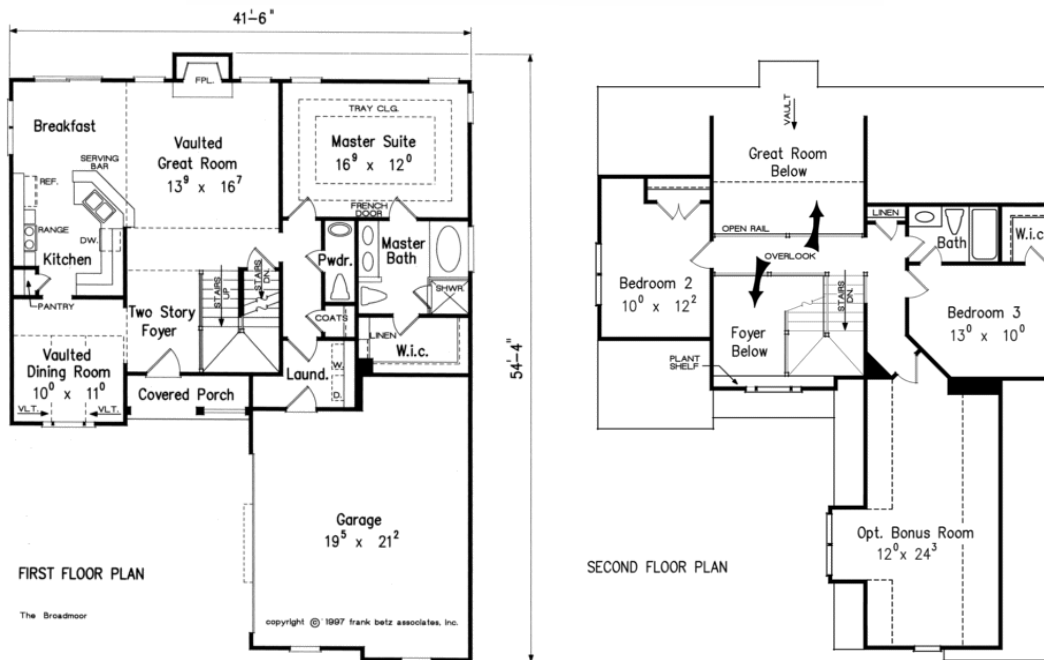 41'-6"
FPL.
TRAY CLG.
Breakfast
Vaulted
Great Room
13⁹ x 16⁷
Master Suite
16⁹ x 12⁰
SERVING
BAR
REF.
FRENCH
DOOR
RANGE
DW.
Kitchen
PANTRY
STAIRS
UP
STAIRS
DN.
Pwdr.
Master
Bath
SHWR.
COATS
Two Story
Foyer
LINEN
W.i.c.
Vaulted
Dining Room
10⁰ x 11⁰
VLT.
VLT.
Covered Porch
Laund.
W.
D.
54'-4"
Garage
19⁵ x 21²
FIRST FLOOR PLAN
The Broadmoor
copyright © 1997 frank betz associates, inc.
VAULT
Great Room
Below
LINEN
Bath
W.i.c
OPEN RAIL
OVERLOOK
Bedroom 2
10⁰ x 12²
STAIRS
DN.
Foyer
Below
Bedroom 3
13⁰ x 10⁰
PLANT
SHELF
Opt. Bonus Room
12⁰ x 24³
SECOND FLOOR PLAN